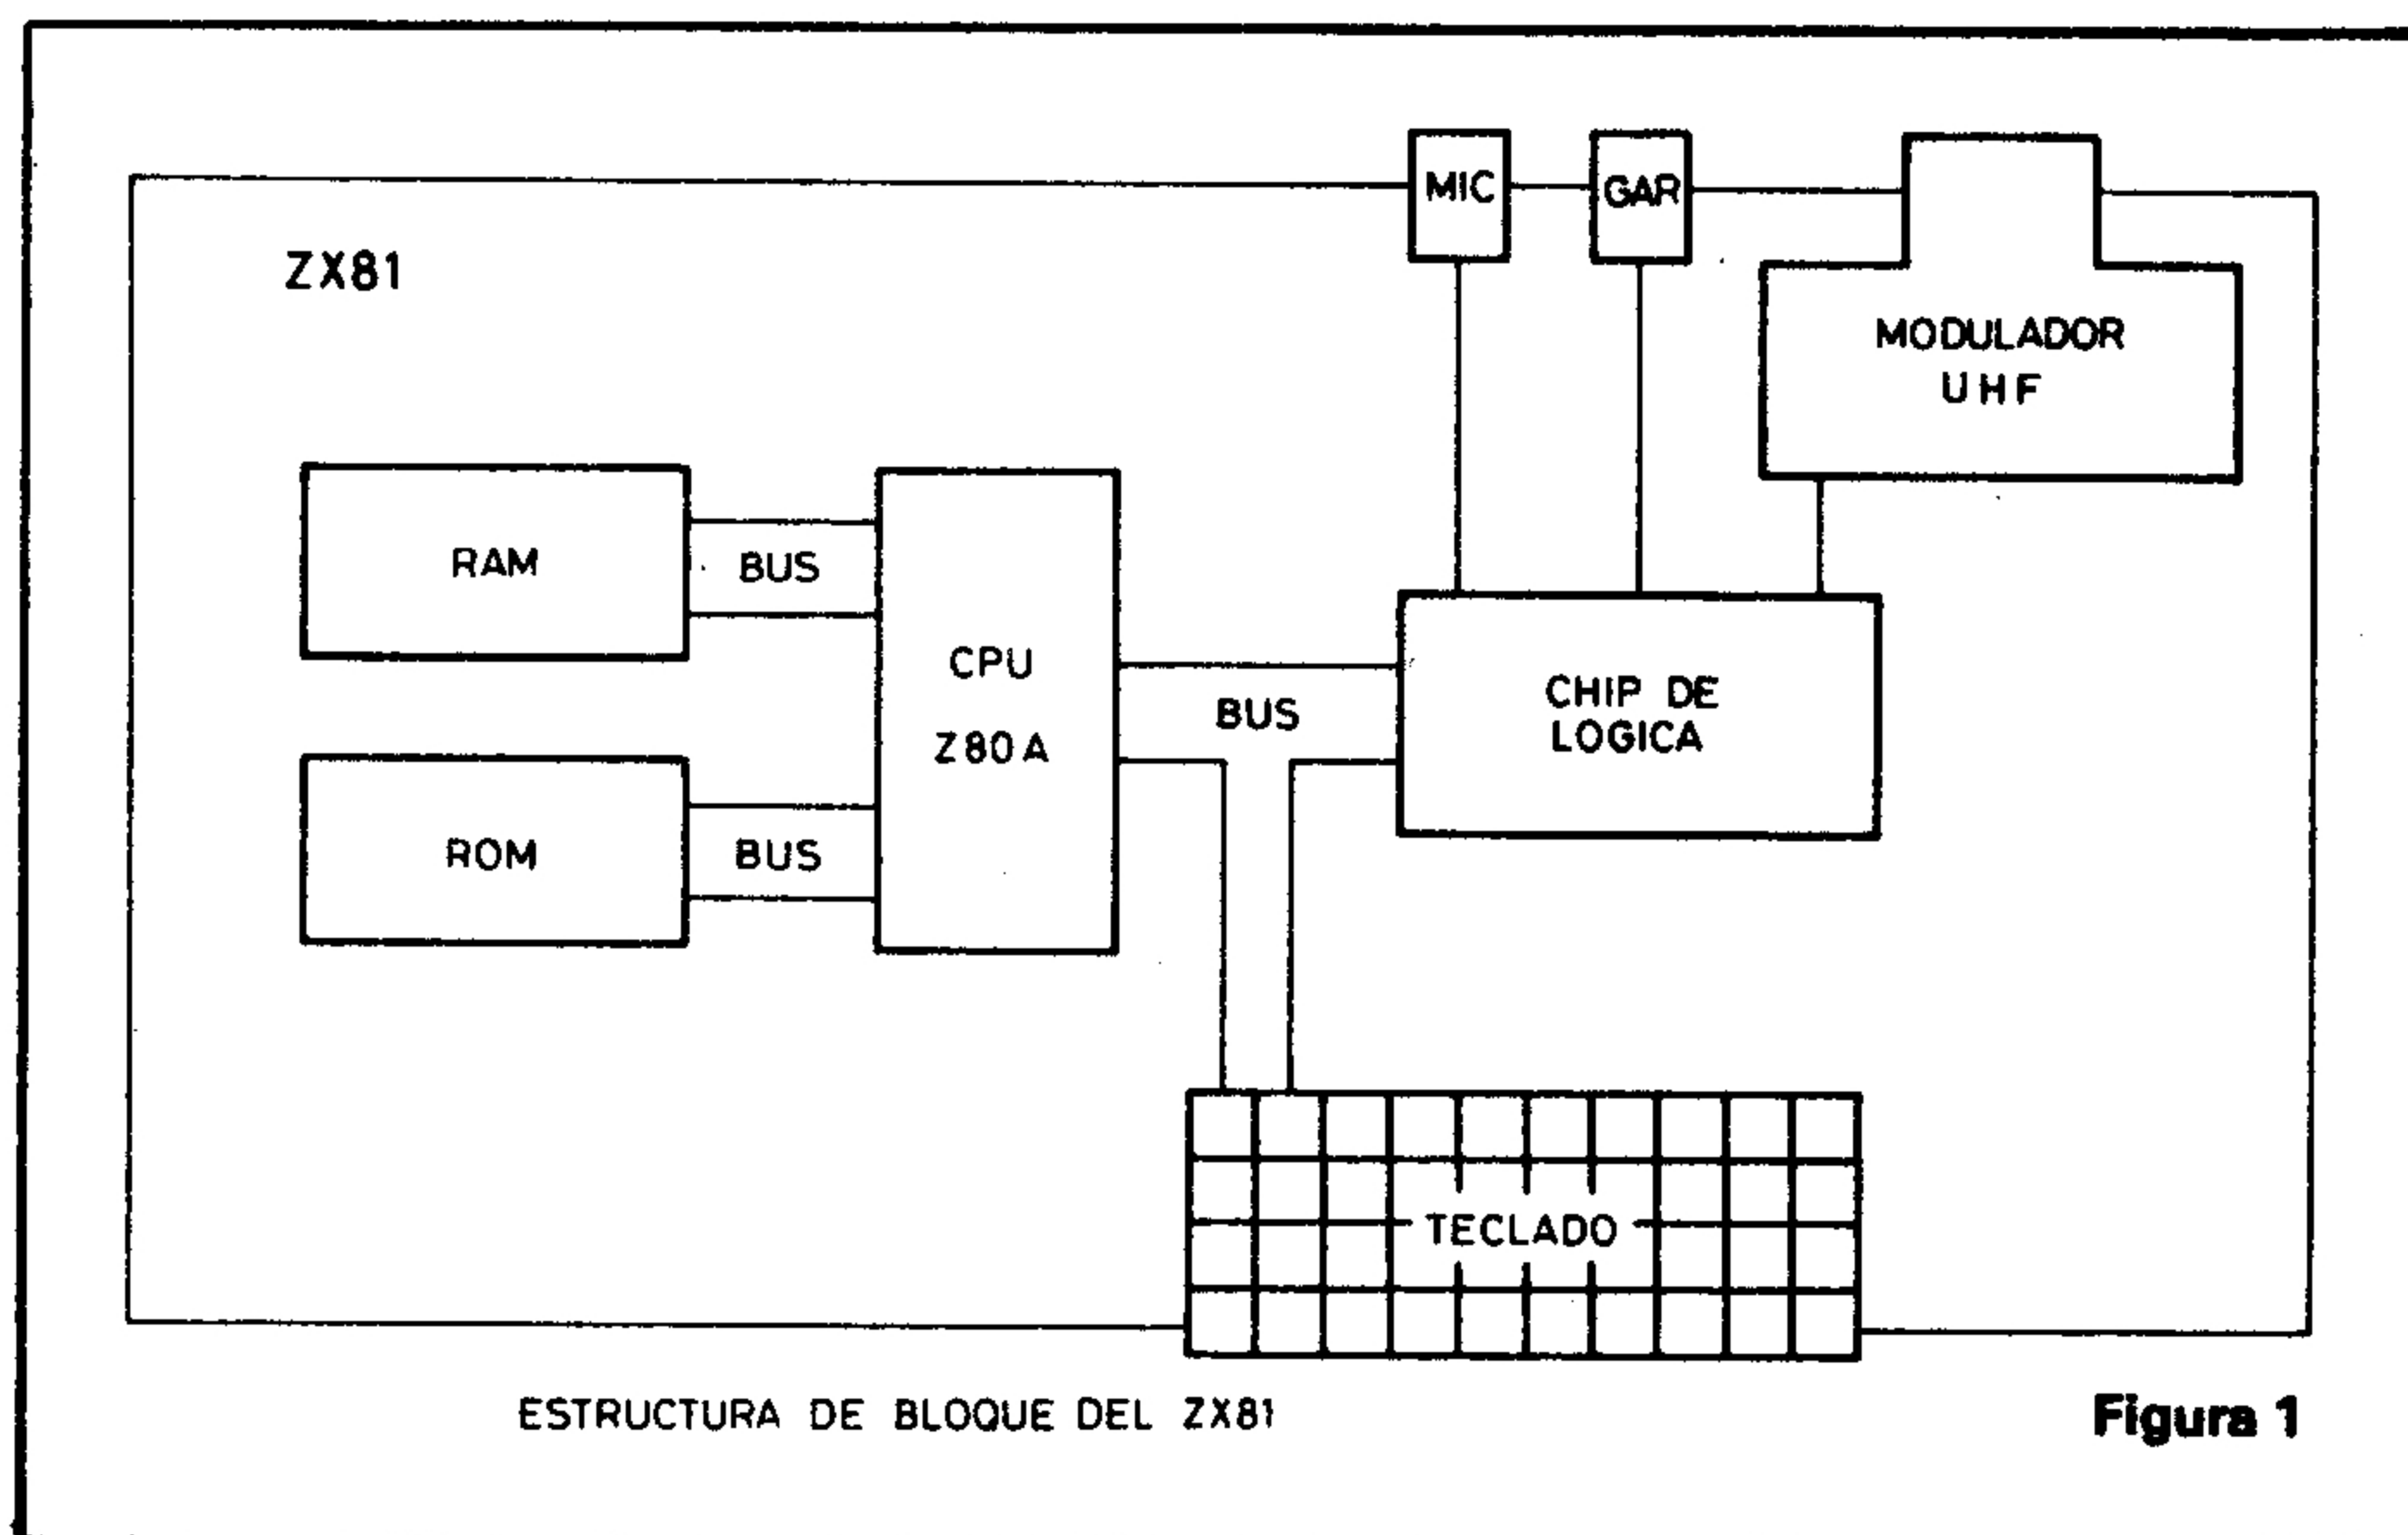 MIC
GAR
ZX81
MODULADOR
UHF
RAM
BUS
CPU
Z80A
BUS
CHIP DE
LOGICA
ROM
BUS
TECLADO
ESTRUCTURA DE BLOQUE DEL ZX81
Figura 1